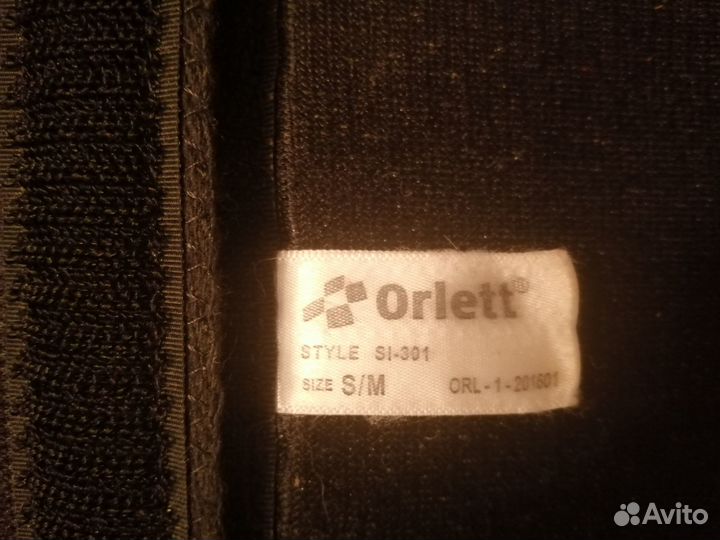 Orlett®
STYLE SI-301
SIZE S/M ORL-1-201601
Avito